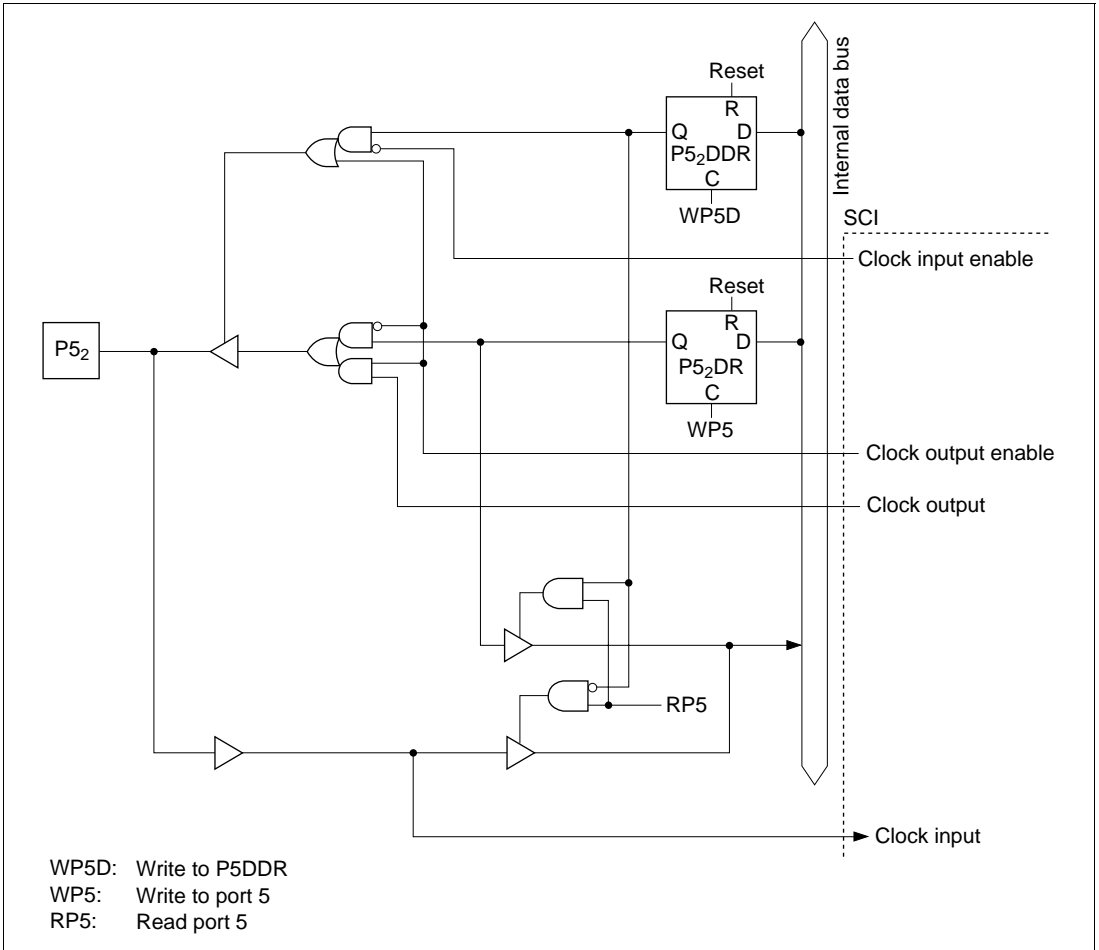 Reset
R
Q D
P5₂DDR
C
WP5D
Internal data bus
SCI
Clock input enable
Reset
R
Q D
P5₂DR
C
WP5
P5₂
Clock output enable
Clock output
RP5
Clock input
WP5D: Write to P5DDR
WP5: Write to port 5
RP5: Read port 5